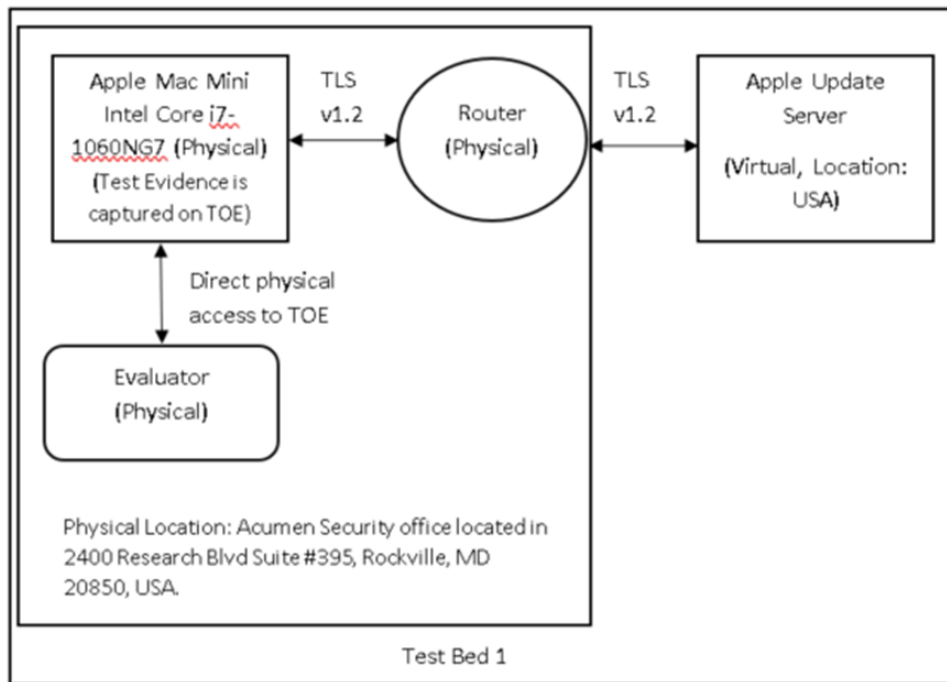 Apple Mac Mini
Intel Core i7-
1060NG7 (Physical)
(Test Evidence is
captured on TOE)
TLS
v1.2
Router
(Physical)
TLS
v1.2
Apple Update
Server
(Virtual, Location:
USA)
Direct physical
access to TOE
Evaluator
(Physical)
Physical Location: Acumen Security office located in
2400 Research Blvd Suite #395, Rockville, MD
20850, USA.
Test Bed 1